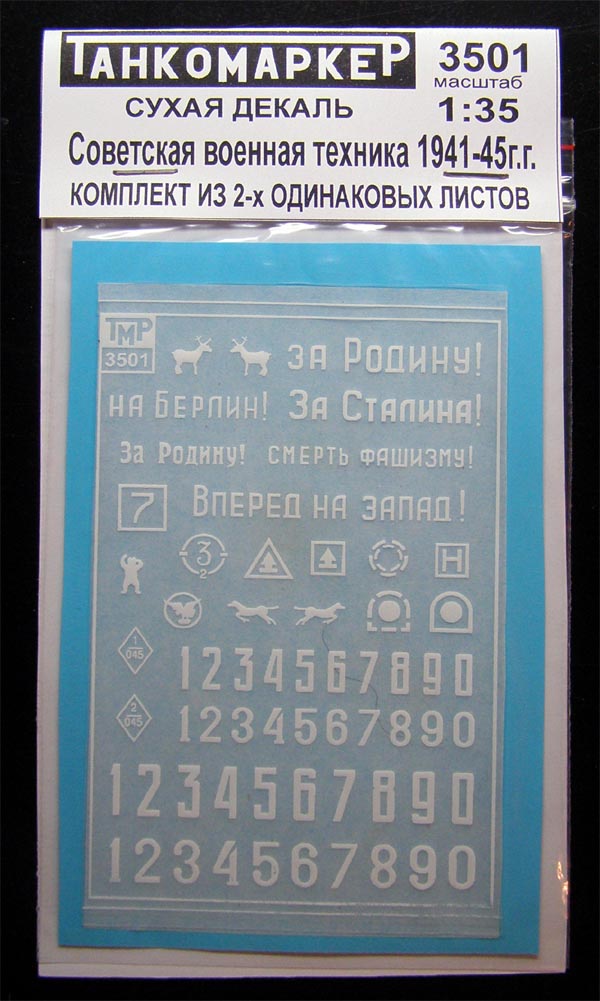 ТАНКОМАРКЕР 3501
масштаб
СУХАЯ ДЕКАЛЬ 1:35
Советская военная техника 1941-45г.г.
КОМПЛЕКТ ИЗ 2-х ОДИНАКОВЫХ ЛИСТОВ
ТМР
3501
за Родину!
на Берлин! За Сталина!
За Родину! смерть фашизму!
7 Вперед на запад!
3
2
Н
1
045
1234567890
2
045
1234567890
1234567890
1234567890